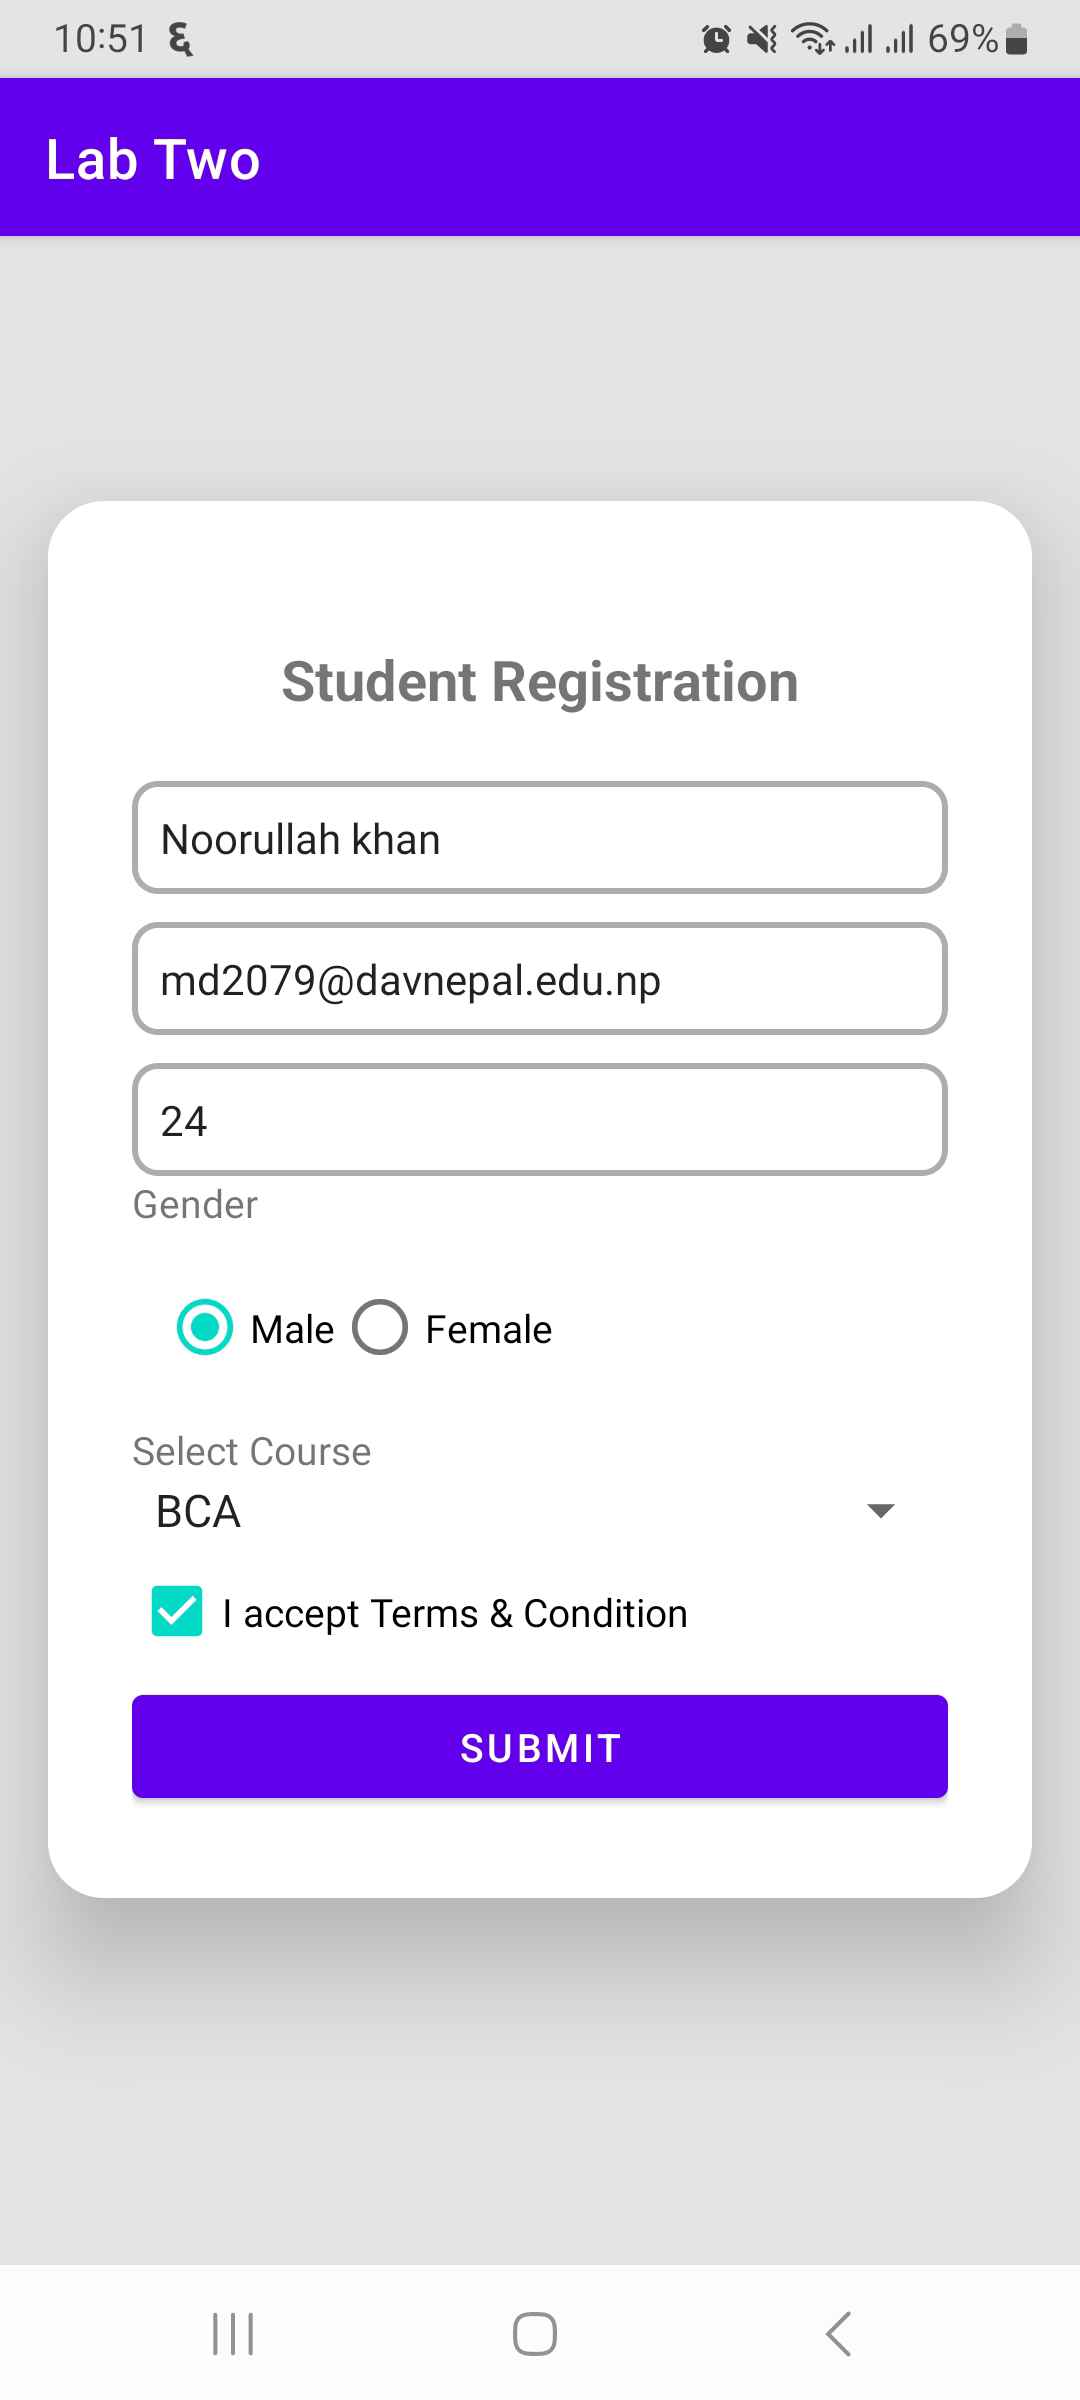 10:51 ६ 69%
Lab Two
Student Registration
Noorullah khan
md2079@davnepal.edu.np
24
Gender
Male Female
Select Course
BCA
I accept Terms & Condition
SUBMIT